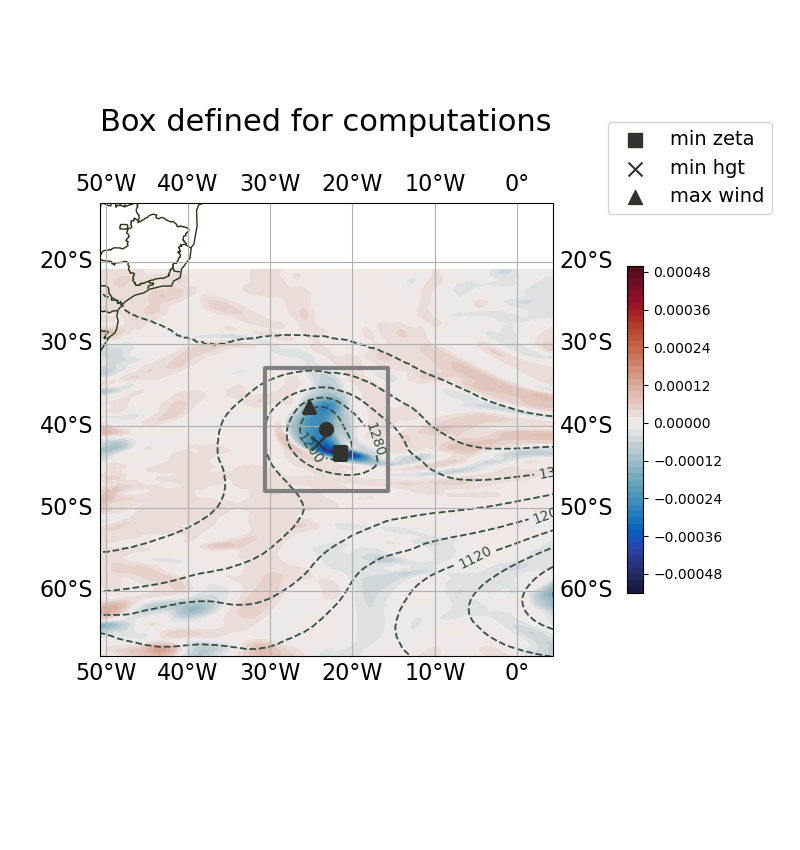 Box defined for computations
min zeta
min hgt
max wind
50°W 40°W 30°W 20°W 10°W 0°
20°S 20°S
30°S 30°S
40°S 40°S
50°S 50°S
60°S 60°S
1200
1280
1120
50°W 40°W 30°W 20°W 10°W 0°
0.00048
0.00036
0.00024
0.00012
0.00000
−0.00012
−0.00024
−0.00036
−0.00048